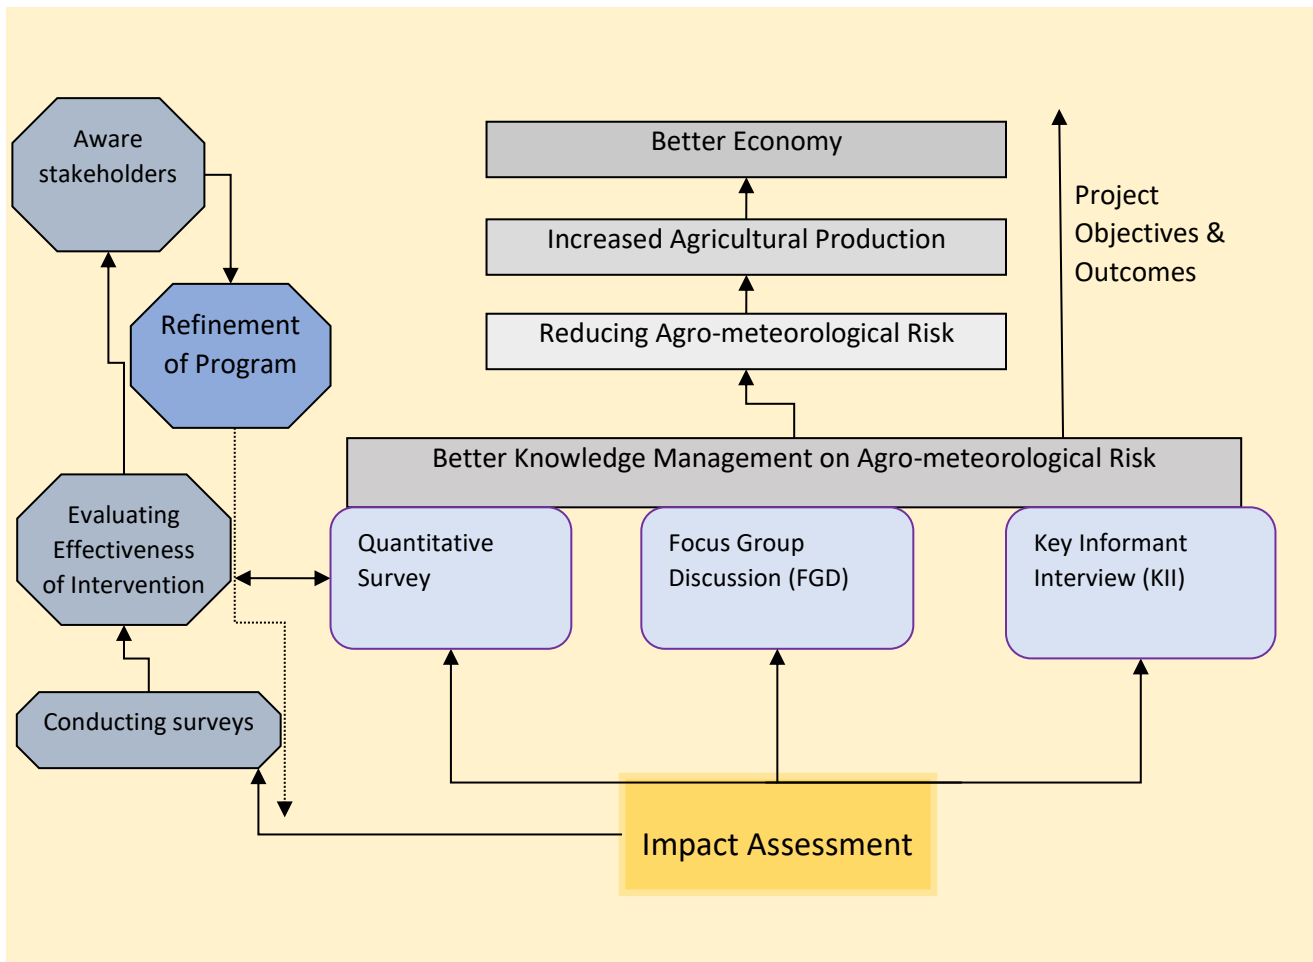 Aware
stakeholders
Refinement
of Program
Evaluating
Effectiveness
of Intervention
Conducting surveys
Better Economy
Increased Agricultural Production
Reducing Agro-meteorological Risk
Project
Objectives &
Outcomes
Better Knowledge Management on Agro-meteorological Risk
Quantitative
Survey
Focus Group
Discussion (FGD)
Key Informant
Interview (KII)
Impact Assessment